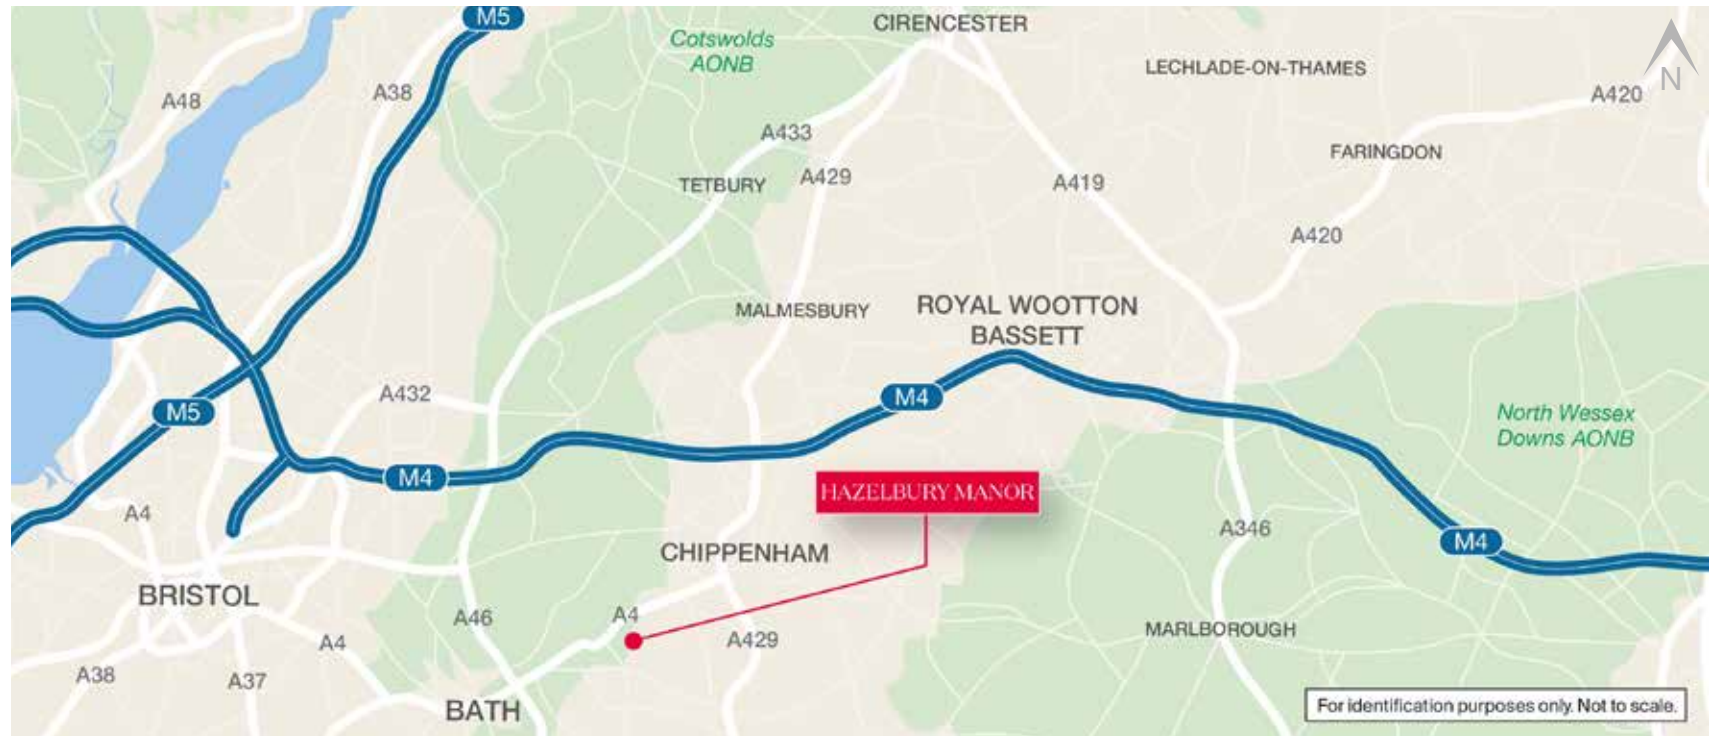 M5
CIRENCESTER
Cotswolds
AONB
LECHLADE-ON-THAMES
N
A48
A38
A420
A433
FARINGDON
TETBURY
A429
A419
A420
MALMESBURY
ROYAL WOOTTON
BASSETT
A432
M4
M5
North Wessex
Downs AONB
M4
HAZELBURY MANOR
A4
A346
M4
CHIPPENHAM
BRISTOL
A46
A4
MARLBOROUGH
A4
A429
A38
A37
BATH
For identification purposes only. Not to scale.